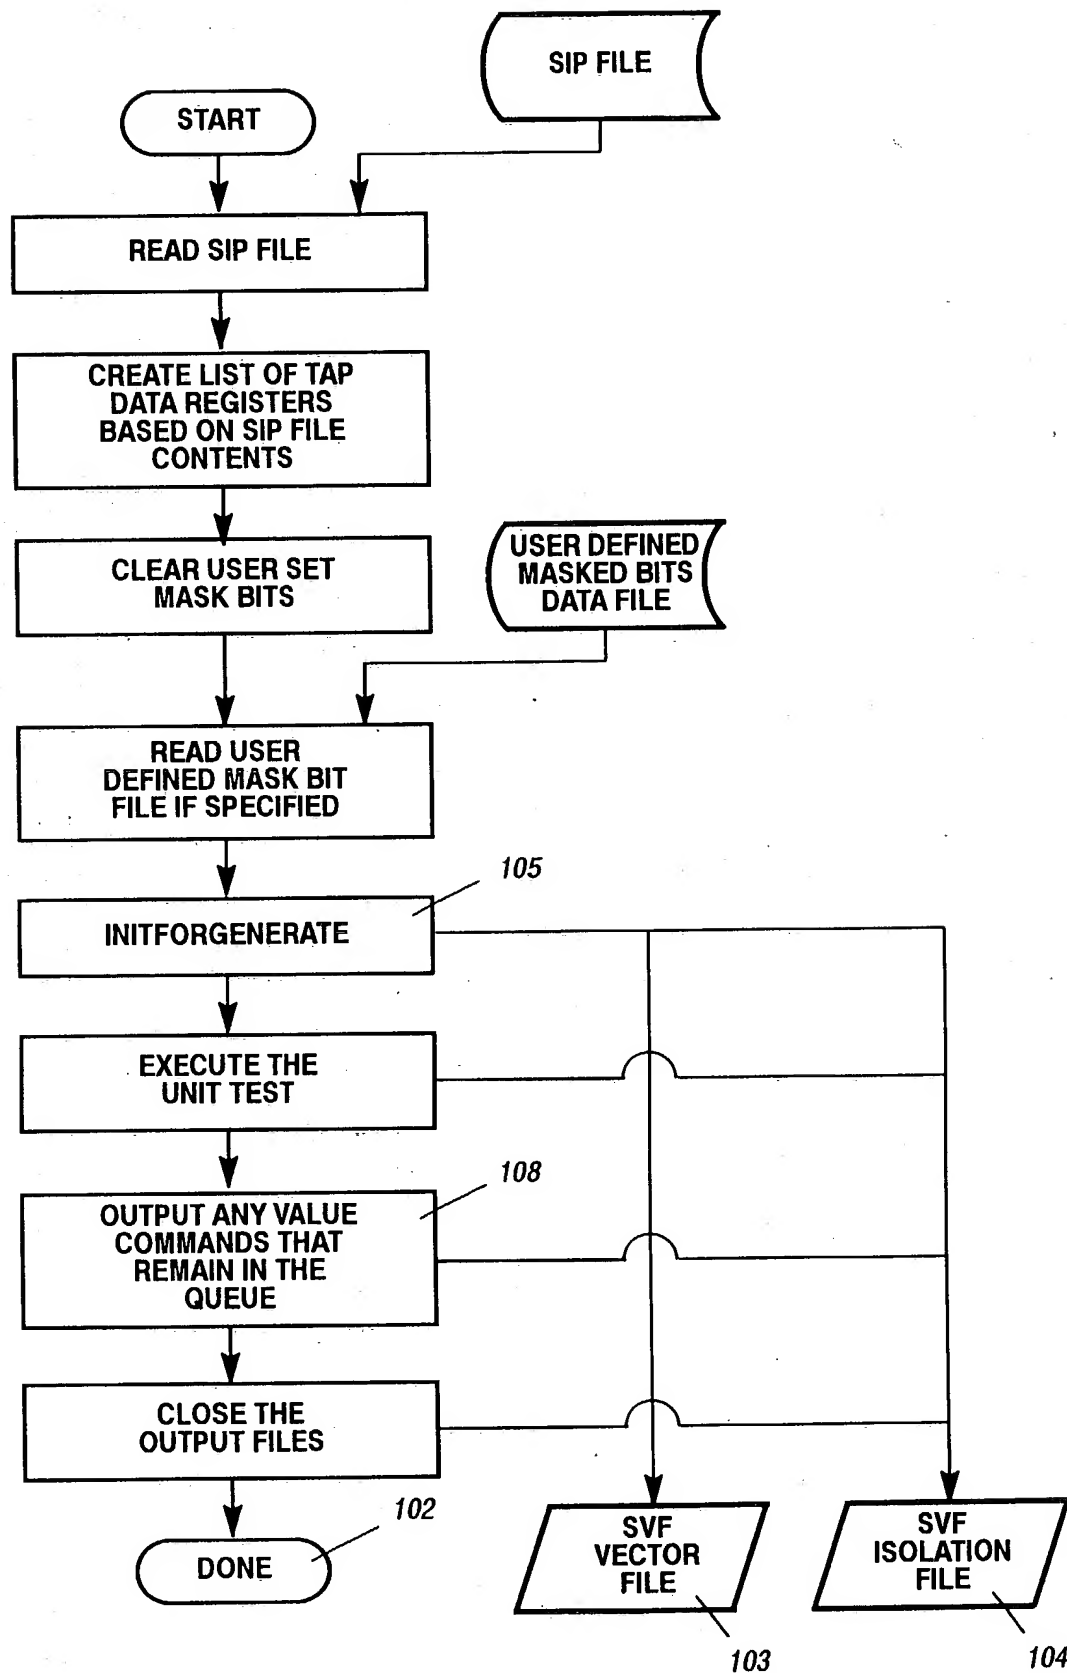 SIP FILE
START
READ SIP FILE
CREATE LIST OF TAP
DATA REGISTERS
BASED ON SIP FILE
CONTENTS
CLEAR USER SET
MASK BITS
USER DEFINED
MASKED BITS
DATA FILE
READ USER
DEFINED MASK BIT
FILE IF SPECIFIED
105
INITFORGENERATE
EXECUTE THE
UNIT TEST
108
OUTPUT ANY VALUE
COMMANDS THAT
REMAIN IN THE
QUEUE
CLOSE THE
OUTPUT FILES
102
DONE
SVF
VECTOR
FILE
103
SVF
ISOLATION
FILE
104